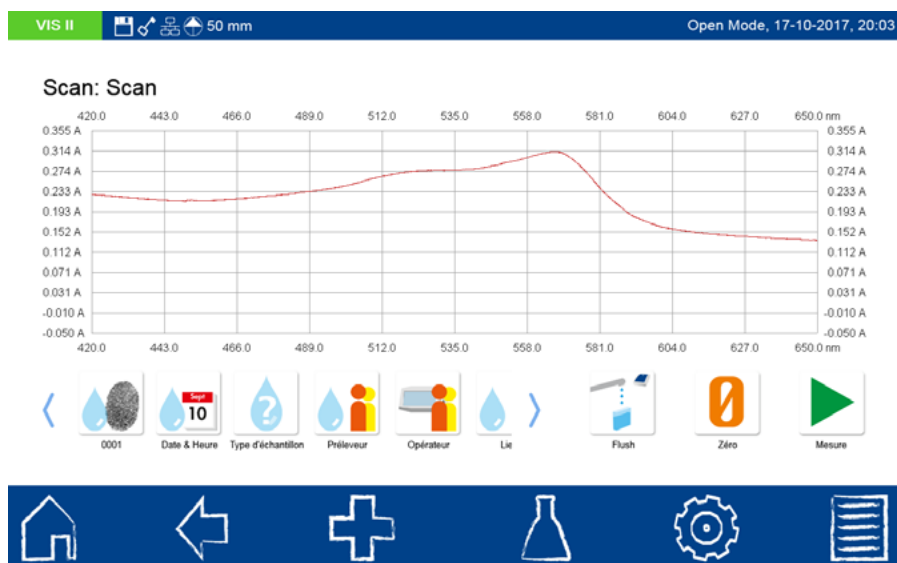 VIS II 50 mm Open Mode, 17-10-2017, 20:03
Scan: Scan
420.0 443.0 466.0 489.0 512.0 535.0 558.0 581.0 604.0 627.0 650.0 nm
0.355 A 0.355 A
0.314 A 0.314 A
0.274 A 0.274 A
0.233 A 0.233 A
0.193 A 0.193 A
0.152 A 0.152 A
0.112 A 0.112 A
0.071 A 0.071 A
0.031 A 0.031 A
-0.010 A -0.010 A
-0.050 A -0.050 A
420.0 443.0 466.0 489.0 512.0 535.0 558.0 581.0 604.0 627.0 650.0 nm
Sept
10 ? 0
0001 Date & Heure Type d'échantillon Préleveur Opérateur Lie Flush Zéro Mesure